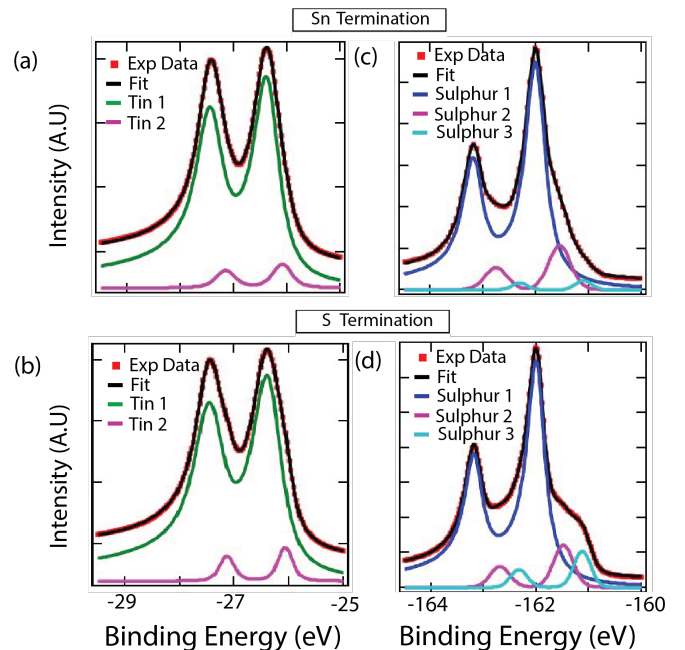 Sn Termination
(a)
Exp Data
Fit
Tin 1
Tin 2
Intensity (A.U)
(c)
Exp Data
Fit
Sulphur 1
Sulphur 2
Sulphur 3
S Termination
(b)
Exp Data
Fit
Tin 1
Tin 2
Intensity (A.U)
-29
-27
-25
Binding Energy (eV)
(d)
Exp Data
Fit
Sulphur 1
Sulphur 2
Sulphur 3
-164
-162
-160
Binding Energy (eV)